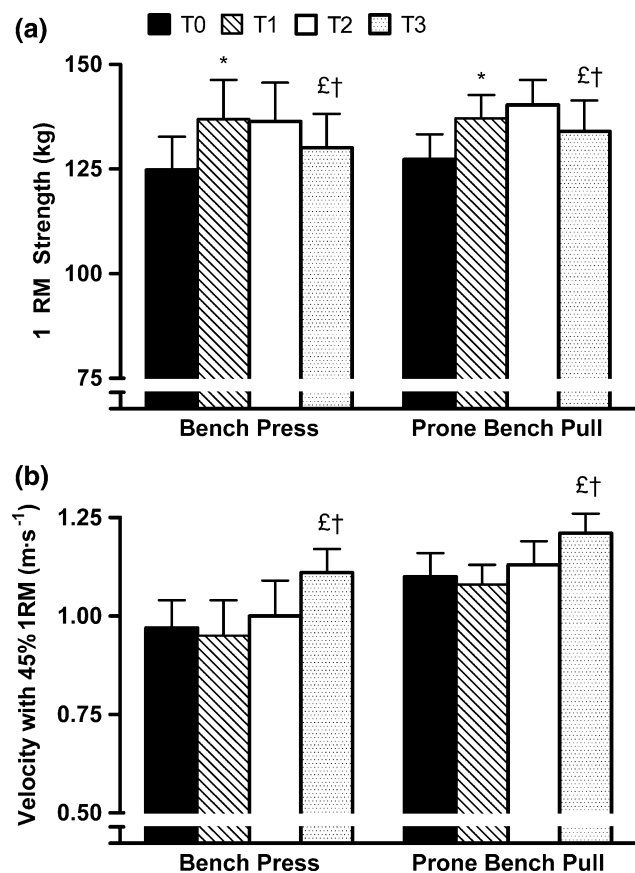 (a)
T0 T1 T2 T3
1 RM Strength (kg)
150
125
100
75
* £† * £†
Bench Press Prone Bench Pull
(b)
Velocity with 45% 1RM (m·s⁻¹)
1.25
1.00
0.75
0.50
£† £†
Bench Press Prone Bench Pull